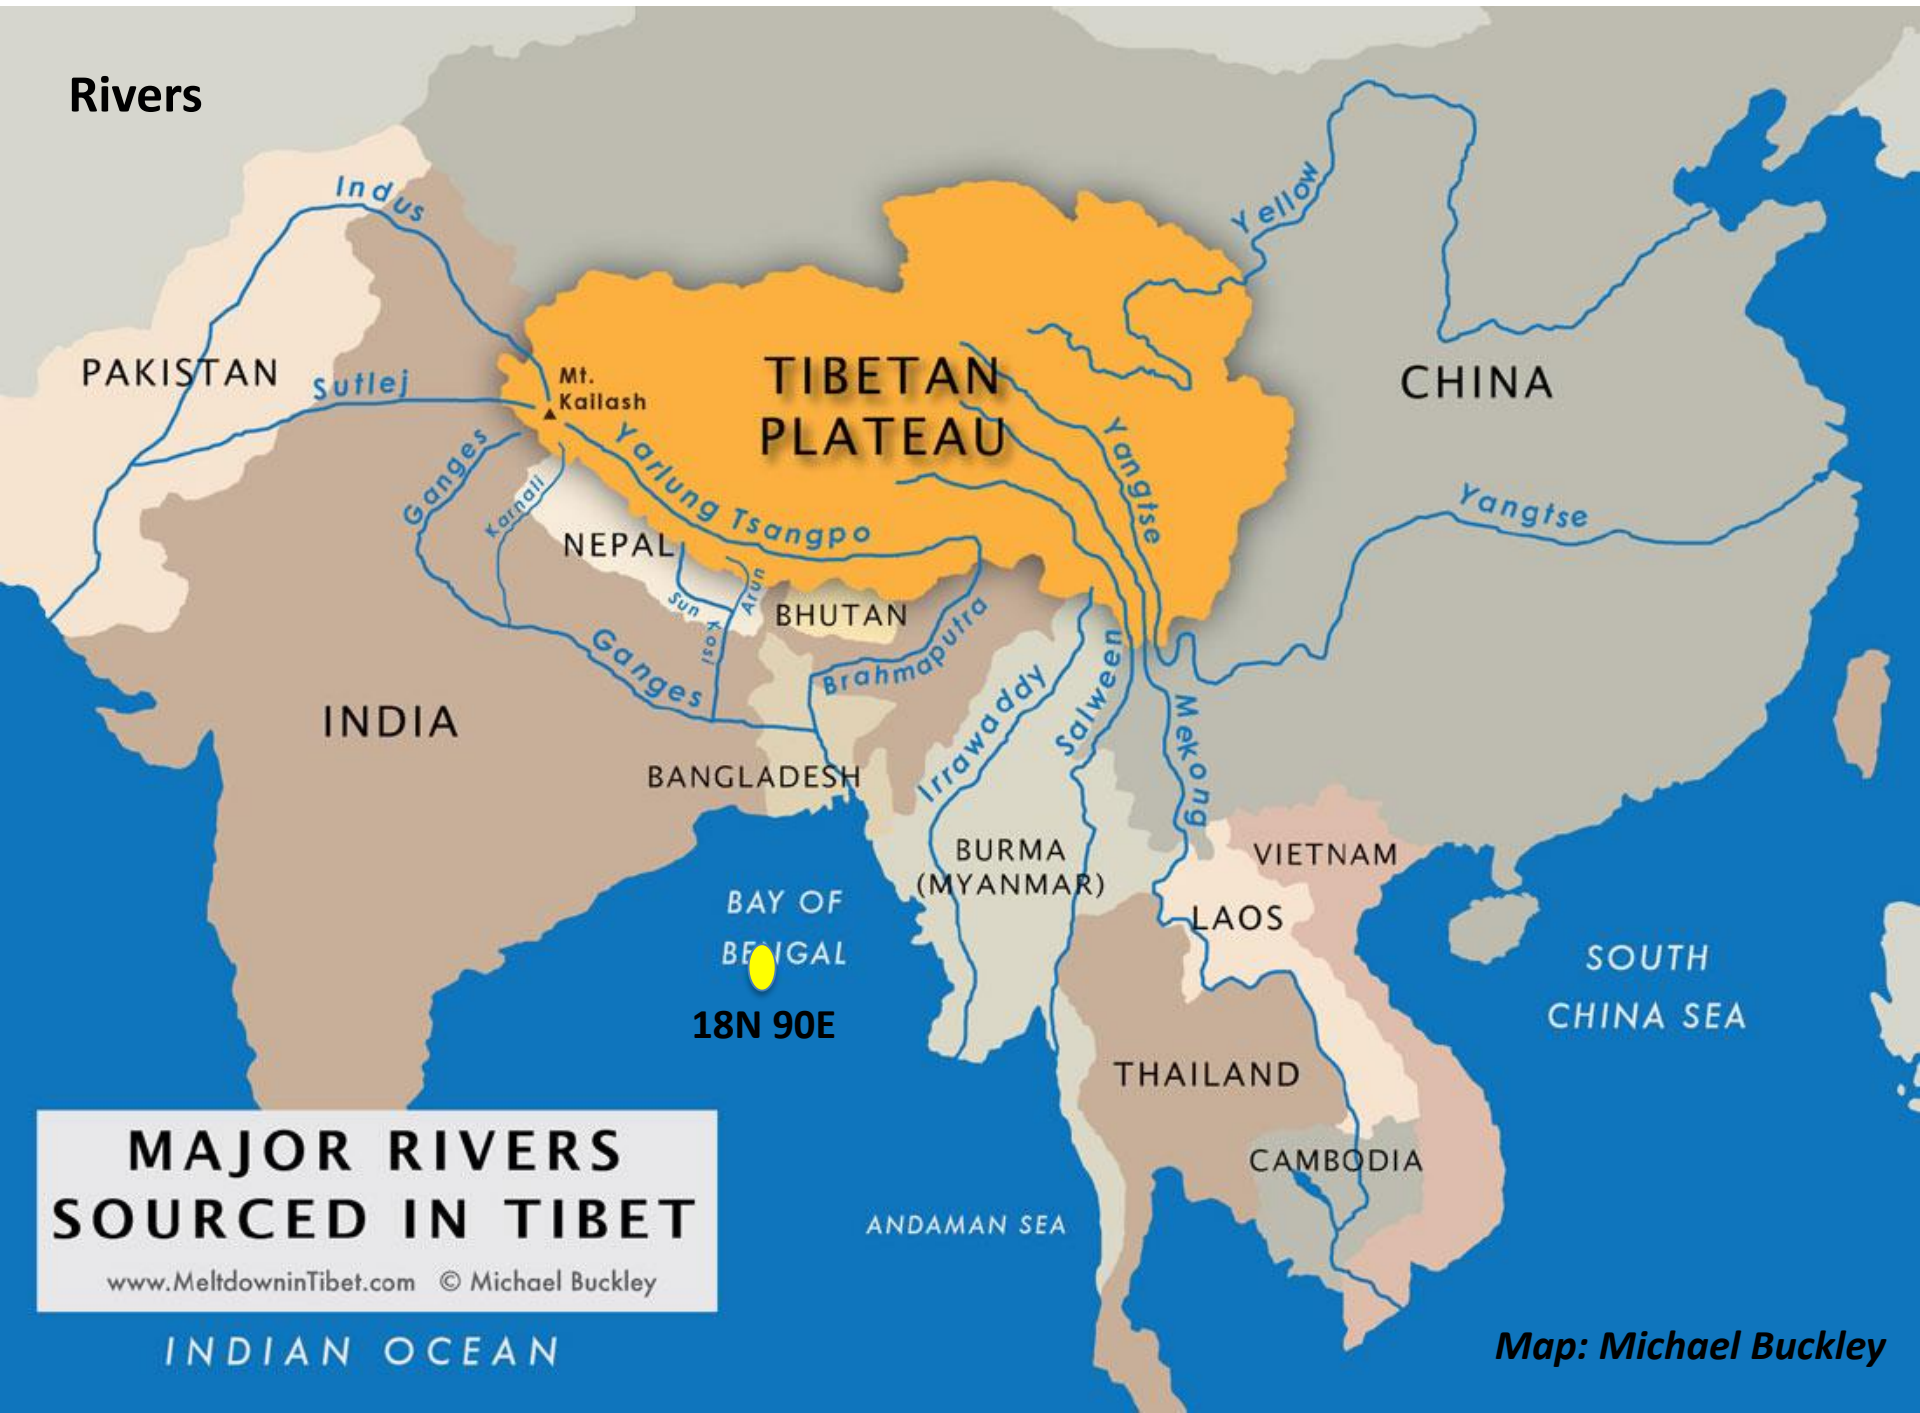 Rivers
Indus
Yellow
PAKISTAN
Sutlej
Mt.
Kailash
TIBETAN
PLATEAU
CHINA
Ganges
Karnali
Yarlung Tsangpo
Yangtse
Yangtse
NEPAL
Sun
Kosi
Arun
BHUTAN
Brahmaputra
Ganges
INDIA
BANGLADESH
Irrawaddy
Salween
Mekong
BURMA
(MYANMAR)
VIETNAM
LAOS
BAY OF
BENGAL
18N 90E
SOUTH
CHINA SEA
THAILAND
CAMBODIA
ANDAMAN SEA
MAJOR RIVERS
SOURCED IN TIBET
www.MeltdowninTibet.com © Michael Buckley
INDIAN OCEAN
Map: Michael Buckley